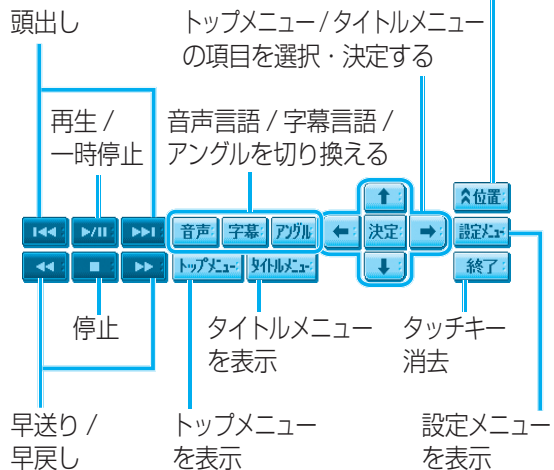 頭出し
トップメニュー / タイトルメニュー
の項目を選択・決定する
再生 /
一時停止
音声言語 / 字幕言語 /
アングルを切り換える
位置
音声 字幕 アングル 決定 設定ﾒﾆｭｰ
トップメニュー タイトルメニュー 終了
停止
タイトルメニュー
を表示
タッチキー
消去
早送り /
早戻し
トップメニュー
を表示
設定メニュー
を表示